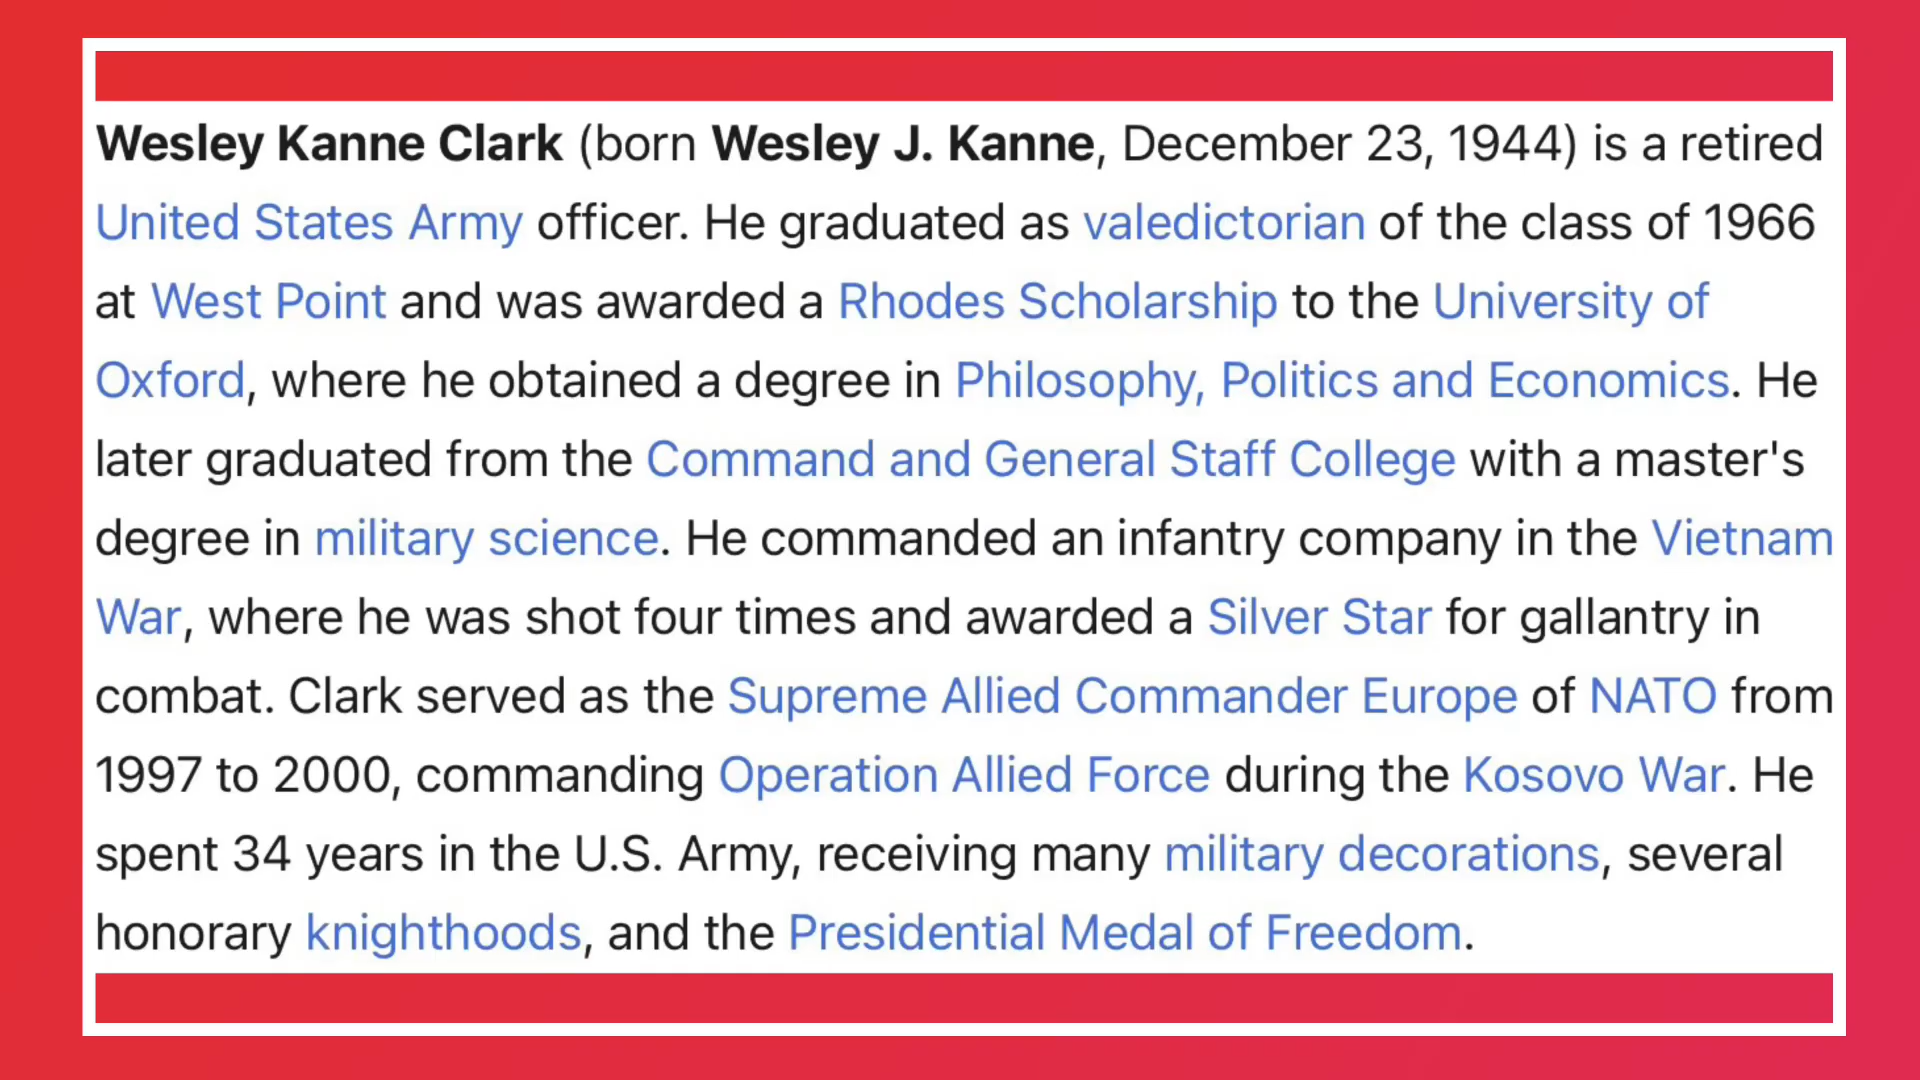 Wesley Kanne Clark (born Wesley J. Kanne, December 23, 1944) is a retired
United States Army officer. He graduated as valedictorian of the class of 1966
at West Point and was awarded a Rhodes Scholarship to the University of
Oxford, where he obtained a degree in Philosophy, Politics and Economics. He
later graduated from the Command and General Staff College with a master's
degree in military science. He commanded an infantry company in the Vietnam
War, where he was shot four times and awarded a Silver Star for gallantry in
combat. Clark served as the Supreme Allied Commander Europe of NATO from
1997 to 2000, commanding Operation Allied Force during the Kosovo War. He
spent 34 years in the U.S. Army, receiving many military decorations, several
honorary knighthoods, and the Presidential Medal of Freedom.